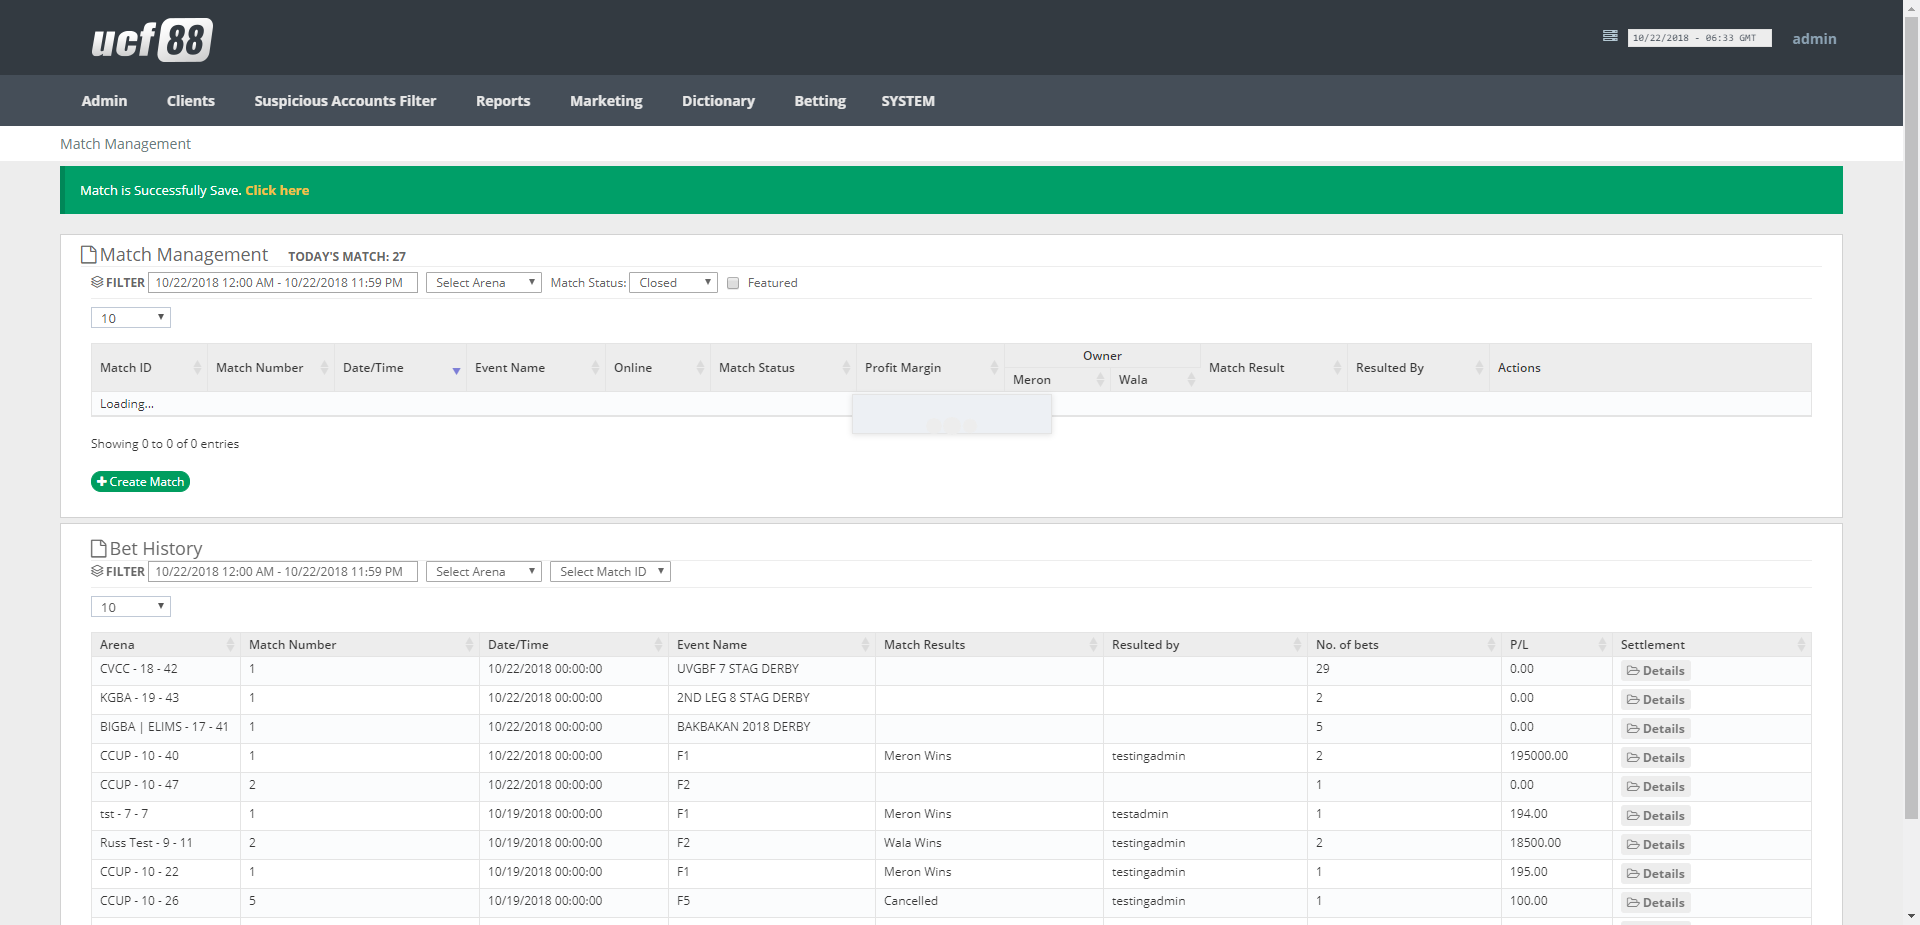 ucf88
10/22/2018 - 06:33 GMT admin
Admin Clients Suspicious Accounts Filter Reports Marketing Dictionary Betting SYSTEM
Match Management
Match is Successfully Save. Click here
Match Management TODAY'S MATCH: 27
FILTER 10/22/2018 12:00 AM - 10/22/2018 11:59 PM Select Arena Match Status: Closed Featured
10
Owner
Match ID Match Number Date/Time Event Name Online Match Status Profit Margin Match Result Resulted By Actions
Meron Wala
Loading...
Showing 0 to 0 of 0 entries
Create Match
Bet History
FILTER 10/22/2018 12:00 AM - 10/22/2018 11:59 PM Select Arena Select Match ID
10
Arena Match Number Date/Time Event Name Match Results Resulted by No. of bets P/L Settlement
CVCC - 18 - 42 1 10/22/2018 00:00:00 UVGBF 7 STAG DERBY 29 0.00 Details
KGBA - 19 - 43 1 10/22/2018 00:00:00 2ND LEG 8 STAG DERBY 2 0.00 Details
BIGBA | ELIMS - 17 - 41 1 10/22/2018 00:00:00 BAKBAKAN 2018 DERBY 5 0.00 Details
CCUP - 10 - 40 1 10/22/2018 00:00:00 F1 Meron Wins testingadmin 2 195000.00 Details
CCUP - 10 - 47 2 10/22/2018 00:00:00 F2 1 0.00 Details
tst - 7 - 7 1 10/19/2018 00:00:00 F1 Meron Wins testadmin 1 194.00 Details
Russ Test - 9 - 11 2 10/19/2018 00:00:00 F2 Wala Wins testingadmin 2 18500.00 Details
CCUP - 10 - 22 1 10/19/2018 00:00:00 F1 Meron Wins testingadmin 1 195.00 Details
CCUP - 10 - 26 5 10/19/2018 00:00:00 F5 Cancelled testingadmin 1 100.00 Details